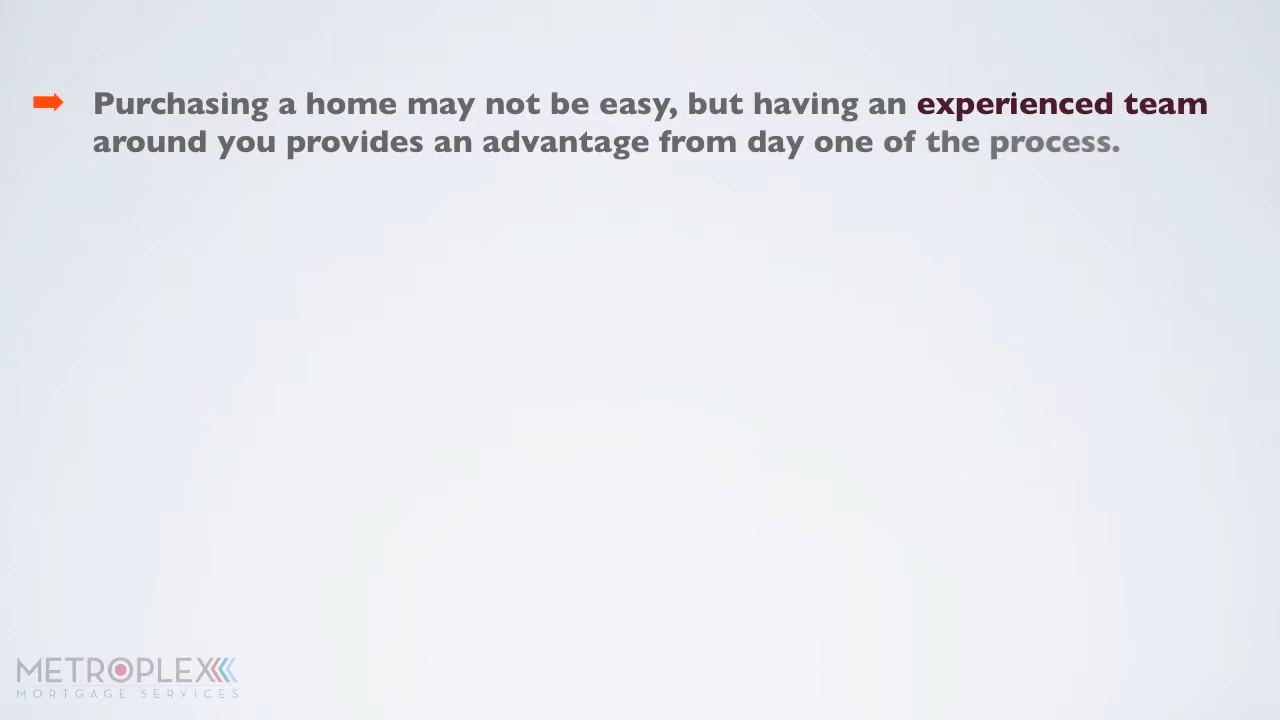 Purchasing a home may not be easy, but having an experienced team
around you provides an advantage from day one of the process.
METROPLEX
MORTGAGE SERVICES